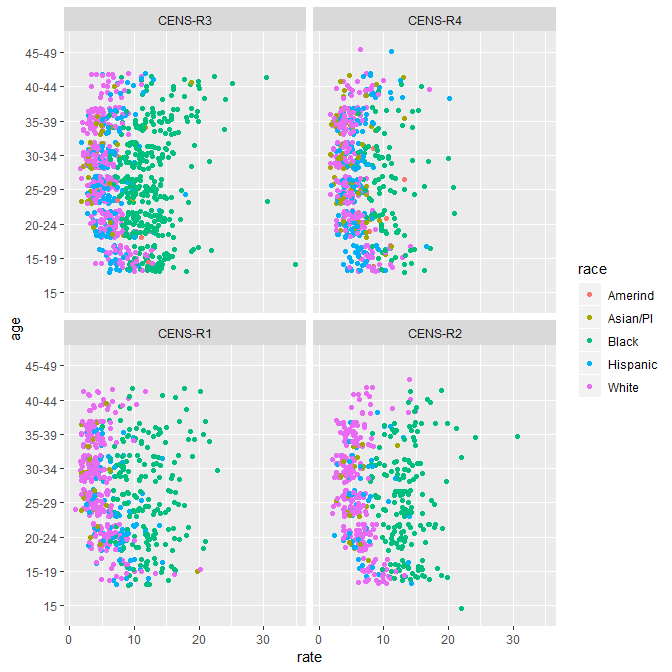 CENS-R3
CENS-R4
45-49
40-44
35-39
30-34
25-29
20-24
15-19
15
age
CENS-R1
CENS-R2
45-49
40-44
35-39
30-34
25-29
20-24
15-19
15
0
10
20
30
0
10
20
30
rate
race
Amerind
Asian/PI
Black
Hispanic
White